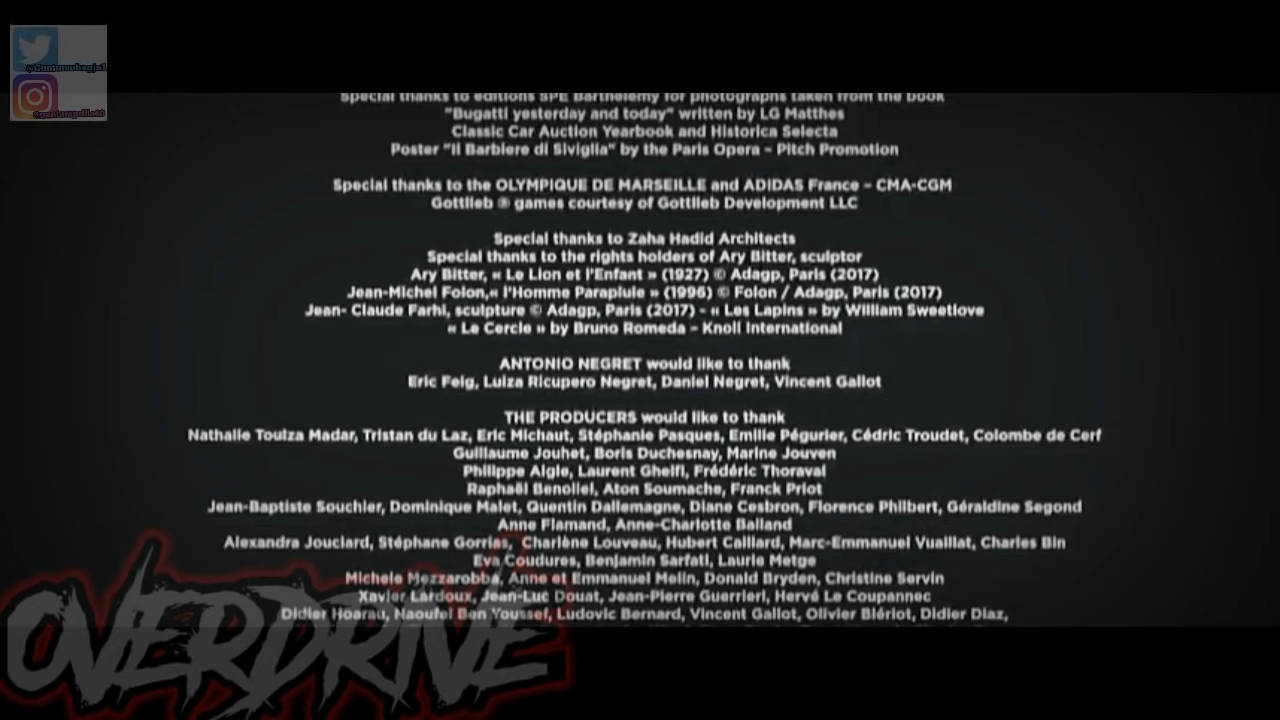 Special thanks to editions SPE Barthélémy for photographs taken from the book
"Bugatti yesterday and today" written by LG Matthes
Classic Car Auction Yearbook and Historica Selecta
Poster "Il Barbiere di Siviglia" by the Paris Opera - Pitch Promotion
Special thanks to the OLYMPIQUE DE MARSEILLE and ADIDAS France - CMA-CGM
Gottlieb ® games courtesy of Gottlieb Development LLC
Special thanks to Zaha Hadid Architects
Special thanks to the rights holders of Ary Bitter, sculptor
Ary Bitter, « Le Lion et l'Enfant » (1927) © Adagp, Paris (2017)
Jean-Michel Folon,« l'Homme Parapluie » (1996) © Folon / Adagp, Paris (2017)
Jean- Claude Farhi, sculpture © Adagp, Paris (2017) - « Les Lapins » by William Sweetlove
« Le Cercle » by Bruno Romeda - Knoll International
ANTONIO NEGRET would like to thank
Eric Feig, Luiza Ricupero Negret, Daniel Negret, Vincent Gallot
THE PRODUCERS would like to thank
Nathalie Toulza Madar, Tristan du Laz, Eric Michaut, Stéphanie Pasques, Emilie Pégurier, Cédric Troudet, Colombe de Cerf
Guillaume Jouhet, Boris Duchesnay, Marine Jouven
Philippe Aigle, Laurent Ghelfi, Frédéric Thoraval
Raphaël Benoliel, Aton Soumache, Franck Priot
Jean-Baptiste Souchier, Dominique Malet, Quentin Dallemagne, Diane Cesbron, Florence Philbert, Géraldine Segond
Anne Flamand, Anne-Charlotte Balland
Alexandra Jouclard, Stéphane Gorrias, Charlène Louveau, Hubert Caillard, Marc-Emmanuel Vuaillat, Charles Bin
Eva Coudures, Benjamin Sarfati, Laurie Metge
Michele Mezzarobba, Anne et Emmanuel Melin, Donald Bryden, Christine Servin
Xavier Lardoux, Jean-Luc Douat, Jean-Pierre Guerrieri, Hervé Le Coupannec
Didier Hoarau, Naoufel Ben Youssef, Ludovic Bernard, Vincent Gallot, Olivier Blériot, Didier Diaz,
OVERDRIVE